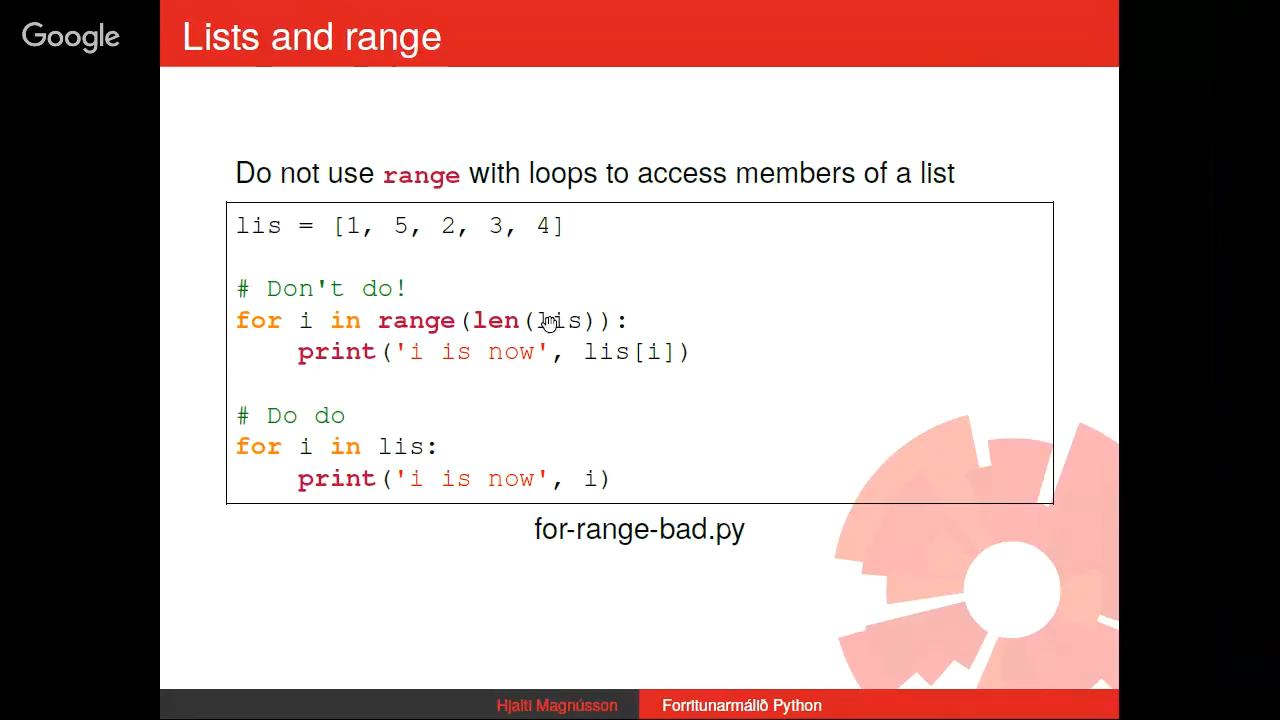 Google
Lists and range
Do not use range with loops to access members of a list
lis = [1, 5, 2, 3, 4]
# Don't do!
for i in range(len(lis)):
    print('i is now', lis[i])
# Do do
for i in lis:
    print('i is now', i)
for-range-bad.py
Hjalti Magnússon
Forritunarmálið Python